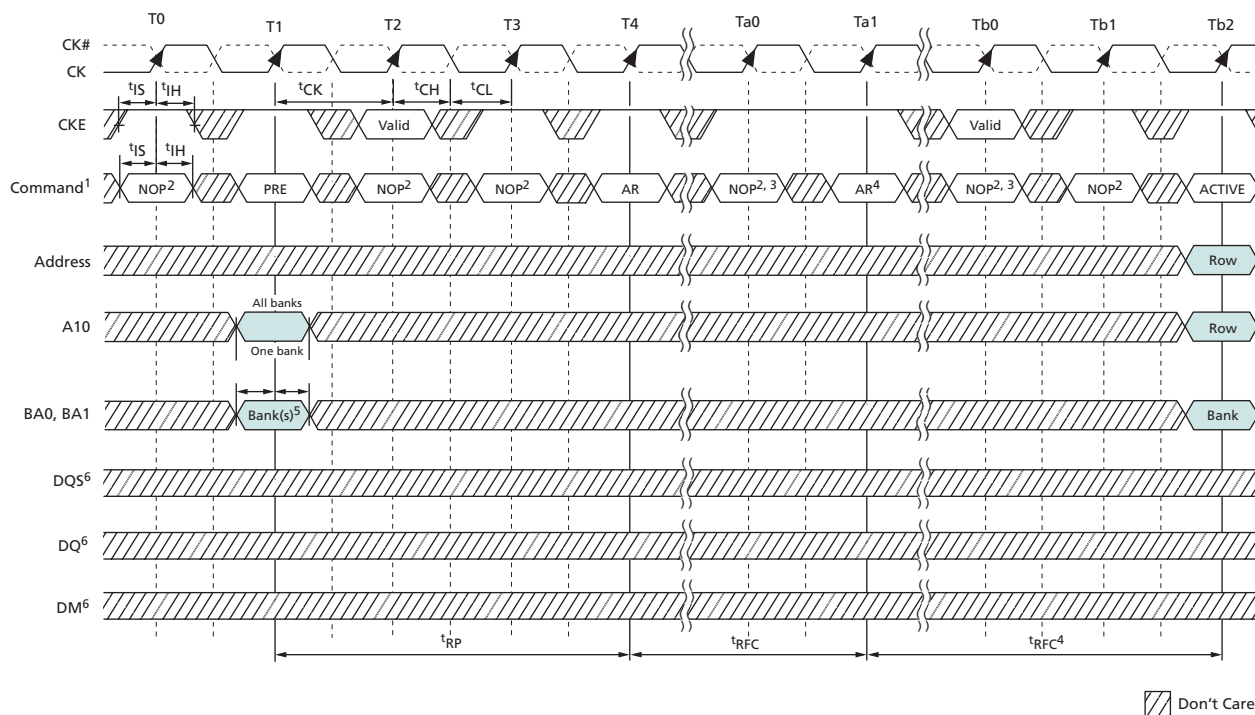 T0 T1 T2 T3 T4 Ta0 Ta1 Tb0 Tb1 Tb2
CK#
CK
tIS tIH tCK tCH tCL
CKE Valid Valid
tIS tIH
Command1 NOP2 PRE NOP2 NOP2 AR NOP2, 3 AR4 NOP2, 3 NOP2 ACTIVE
Address Row
All banks
A10 Row
One bank
BA0, BA1 Bank(s)5 Bank
DQS6
DQ6
DM6
tRP tRFC tRFC4
Don't Care